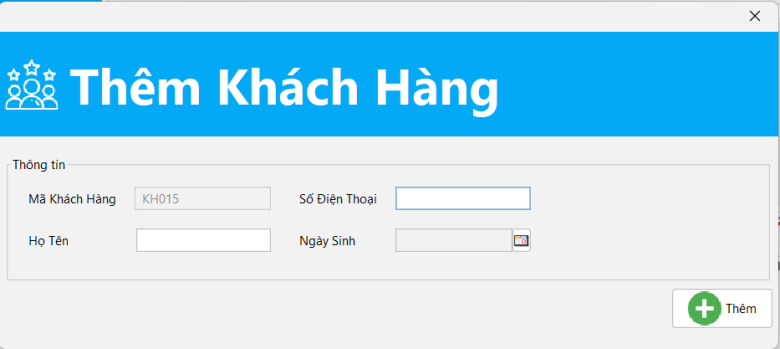 Thêm Khách Hàng
Thông tin
Mã Khách Hàng KH015 Số Điện Thoại
Họ Tên Ngày Sinh
Thêm